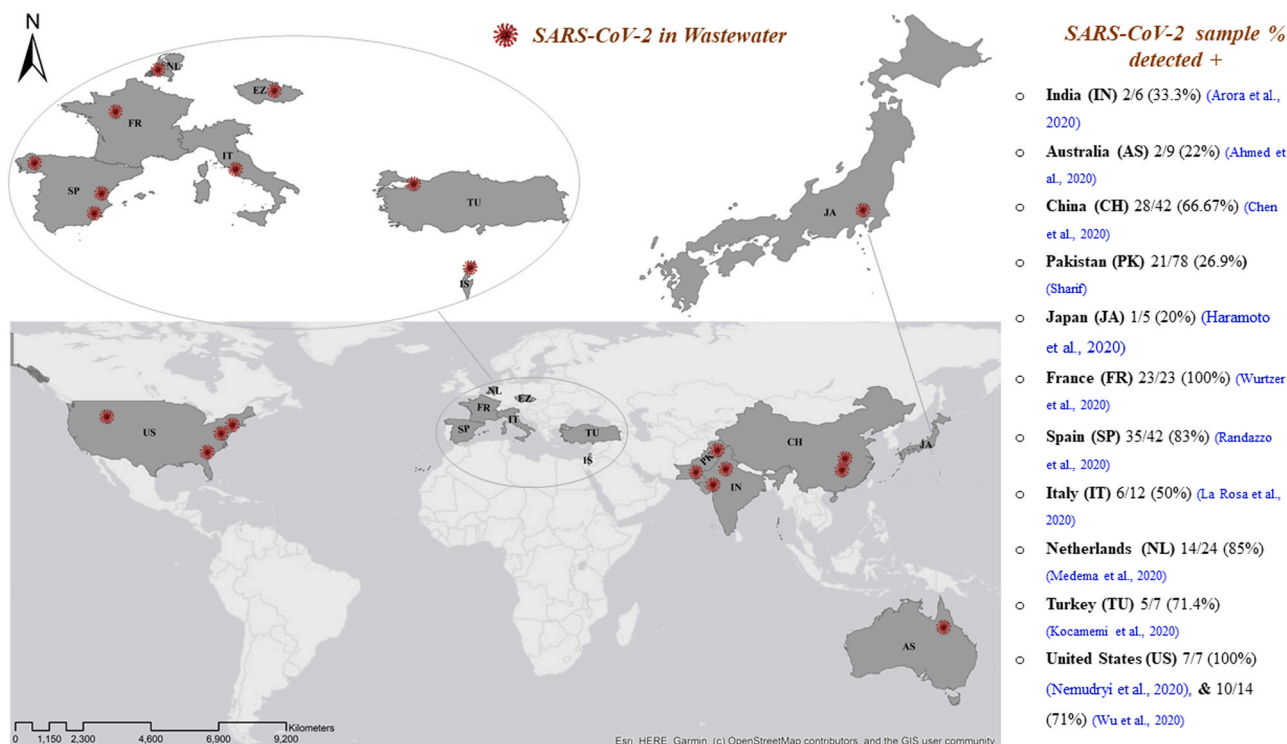 N
SARS-CoV-2 in Wastewater
NL
EZ
FR
IT
SP
TU
IS
JA
NL
EZ
FR
IT
SP
TU
IS
US
CH
PK
IN
JA
AS
Kilometers
0 1,150 2,300 4,600 6,900 9,200
Esri, HERE, Garmin, (c) OpenStreetMap contributors, and the GIS user community
SARS-CoV-2 sample %
detected +
o India (IN) 2/6 (33.3%) (Arora et al.,
2020)
o Australia (AS) 2/9 (22%) (Ahmed et
al., 2020)
o China (CH) 28/42 (66.67%) (Chen
et al., 2020)
o Pakistan (PK) 21/78 (26.9%)
(Sharif)
o Japan (JA) 1/5 (20%) (Haramoto
et al., 2020)
o France (FR) 23/23 (100%) (Wurtzer
et al., 2020)
o Spain (SP) 35/42 (83%) (Randazzo
et al., 2020)
o Italy (IT) 6/12 (50%) (La Rosa et al.,
2020)
o Netherlands (NL) 14/24 (85%)
(Medema et al., 2020)
o Turkey (TU) 5/7 (71.4%)
(Kocamemi et al., 2020)
o United States (US) 7/7 (100%)
(Nemudryi et al., 2020), & 10/14
(71%) (Wu et al., 2020)